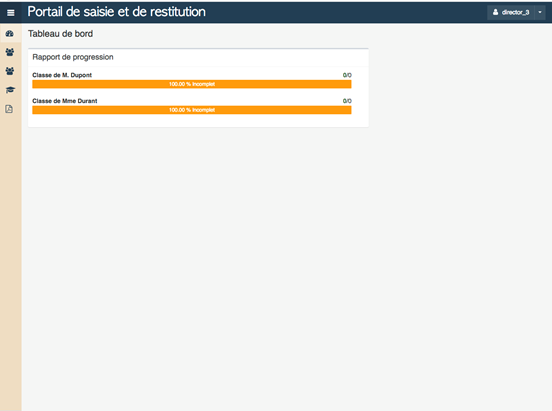 Portail de saisie et de restitution
director_3
Tableau de bord
Rapport de progression
Classe de M. Dupont 0/0
100.00 % Incomplet
Classe de Mme Durant 0/0
100.00 % Incomplet